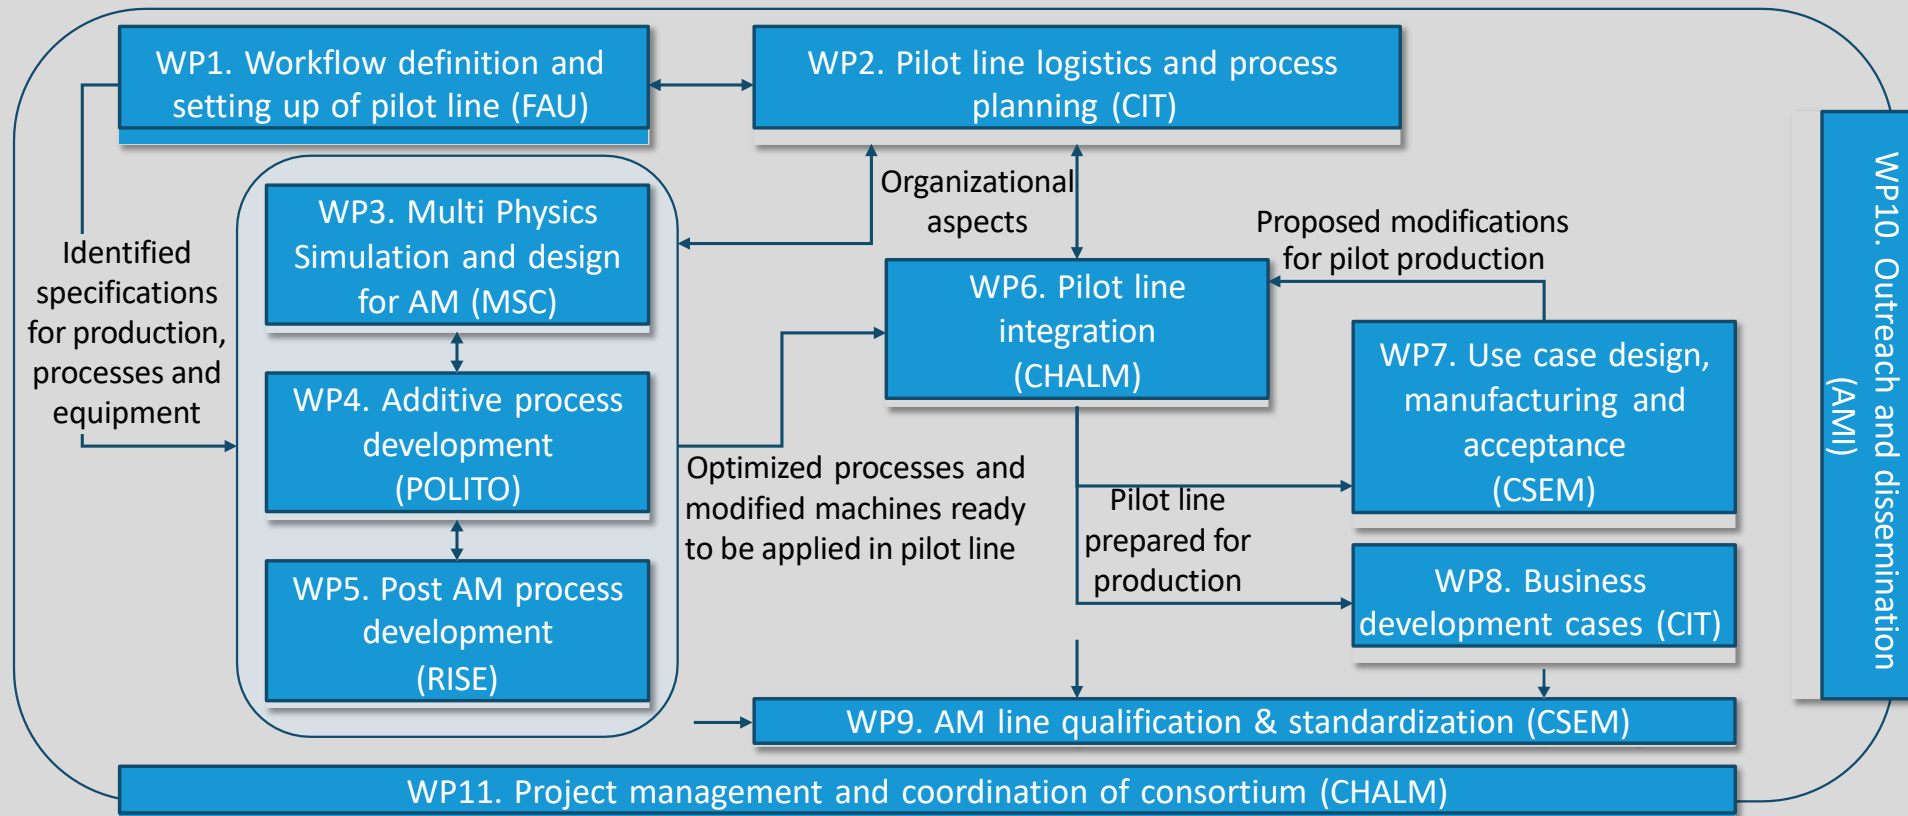 WP1. Workflow definition and
setting up of pilot line (FAU)
WP2. Pilot line logistics and process
planning (CIT)
Organizational
aspects
Identified
specifications
for production,
processes and
equipment
WP3. Multi Physics
Simulation and design
for AM (MSC)
WP4. Additive process
development
(POLITO)
WP5. Post AM process
development
(RISE)
Optimized processes and
modified machines ready
to be applied in pilot line
WP6. Pilot line
integration
(CHALM)
Proposed modifications
for pilot production
WP7. Use case design,
manufacturing and
acceptance
(CSEM)
Pilot line
prepared for
production
WP8. Business
development cases (CIT)
WP9. AM line qualification & standardization (CSEM)
WP10. Outreach and dissemination
(AMI)
WP11. Project management and coordination of consortium (CHALM)